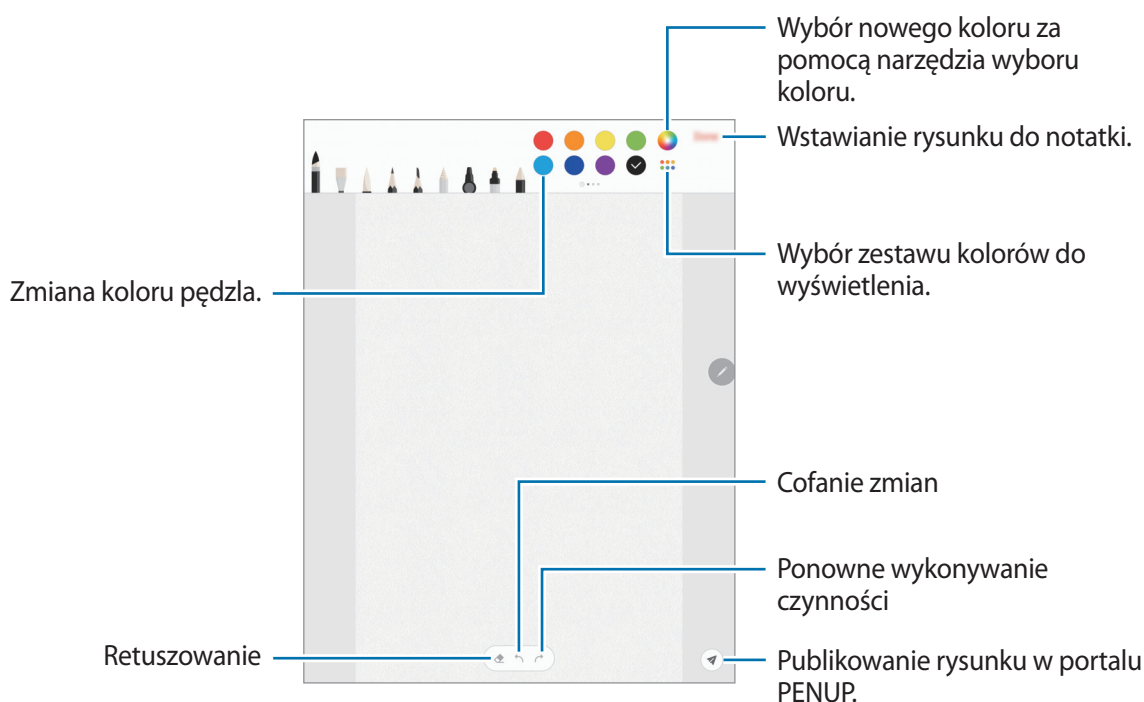 Wybór nowego koloru za
pomocą narzędzia wyboru
koloru.
Wstawianie rysunku do notatki.
Wybór zestawu kolorów do
wyświetlenia.
Zmiana koloru pędzla.
Cofanie zmian
Ponowne wykonywanie
czynności
Retuszowanie
Publikowanie rysunku w portalu
PENUP.